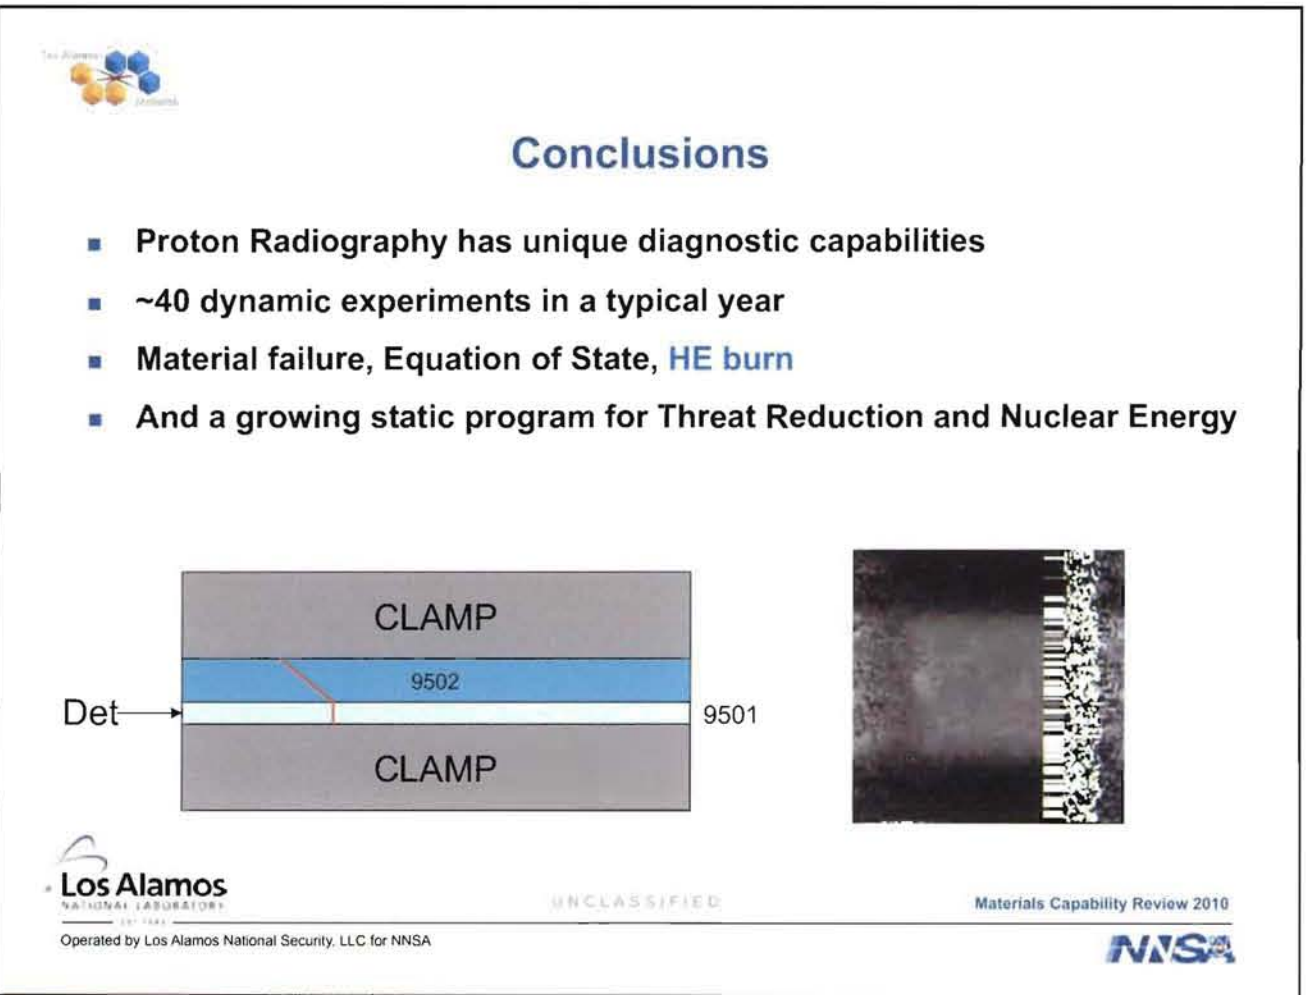 Los Alamos
Conclusions
▪ Proton Radiography has unique diagnostic capabilities
▪ ~40 dynamic experiments in a typical year
▪ Material failure, Equation of State, HE burn
▪ And a growing static program for Threat Reduction and Nuclear Energy
CLAMP
9502
Det
9501
CLAMP
Los Alamos
NATIONAL LABORATORY
UNCLASSIFIED
Materials Capability Review 2010
Operated by Los Alamos National Security, LLC for NNSA
NNSA